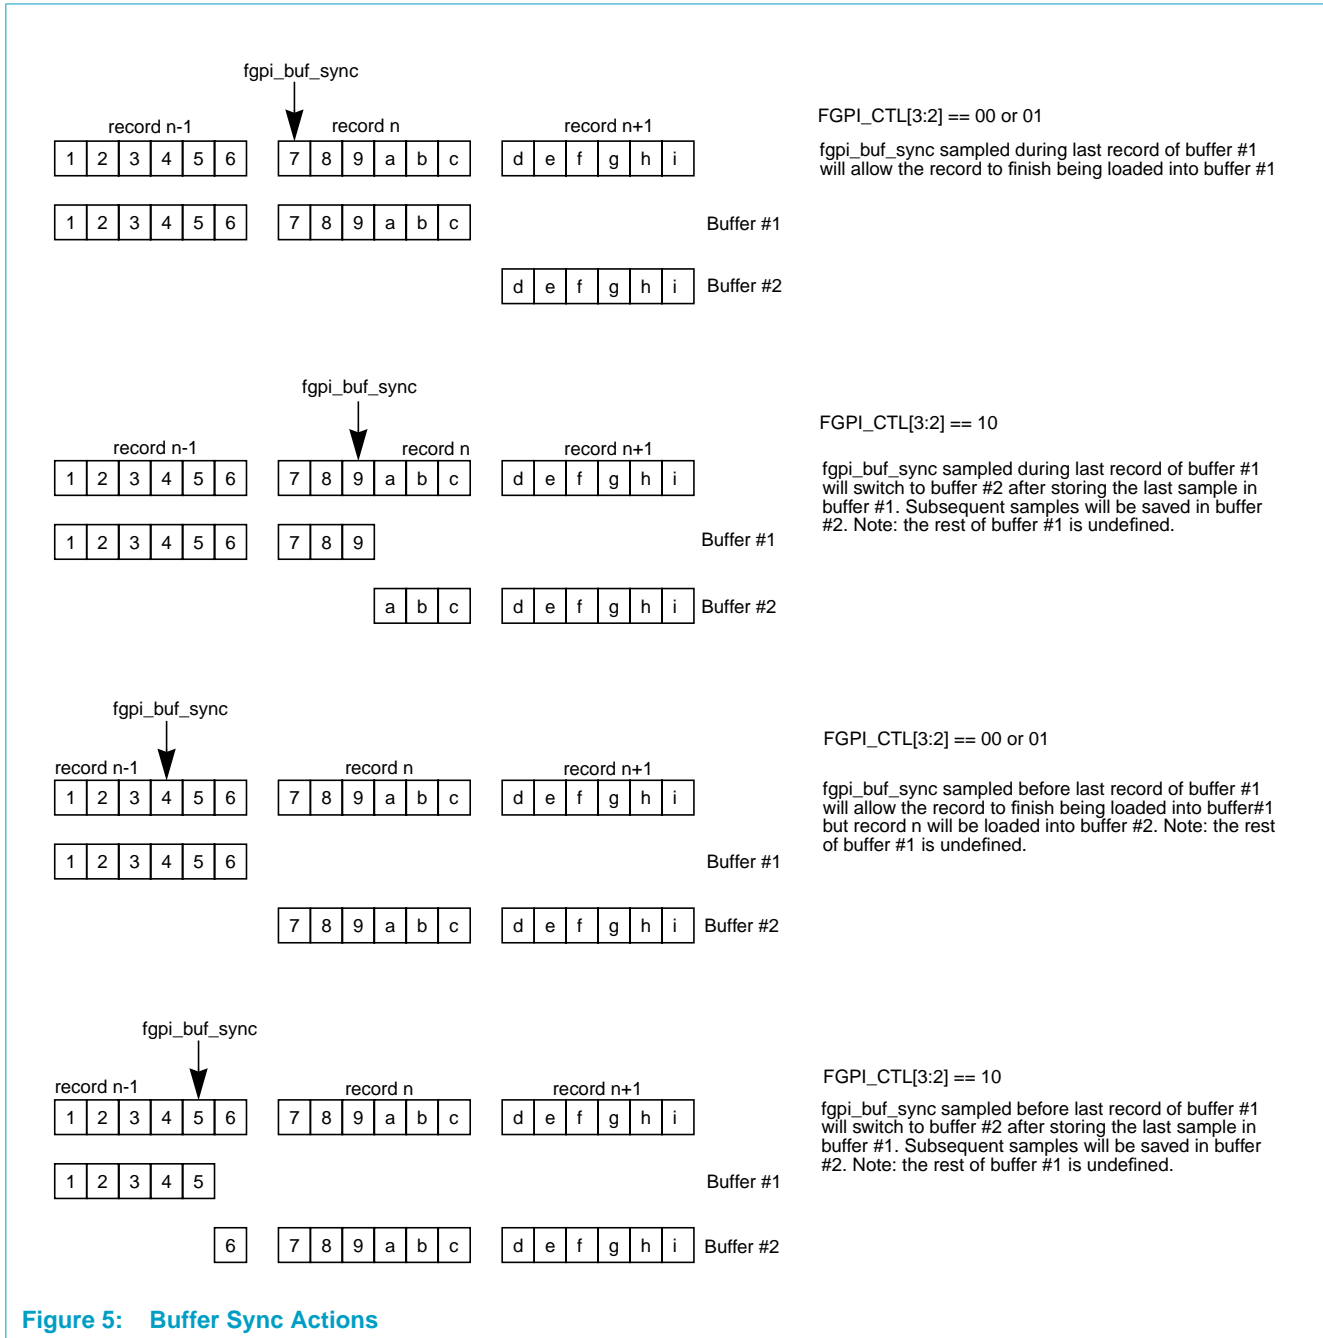 fgpi_buf_sync
record n-1 record n record n+1
1 2 3 4 5 6 7 8 9 a b c d e f g h i
1 2 3 4 5 6 7 8 9 a b c Buffer #1
d e f g h i Buffer #2
FGPI_CTL[3:2] == 00 or 01
fgpi_buf_sync sampled during last record of buffer #1
will allow the record to finish being loaded into buffer #1
fgpi_buf_sync
record n-1 record n record n+1
1 2 3 4 5 6 7 8 9 a b c d e f g h i
1 2 3 4 5 6 7 8 9 Buffer #1
a b c d e f g h i Buffer #2
FGPI_CTL[3:2] == 10
fgpi_buf_sync sampled during last record of buffer #1
will switch to buffer #2 after storing the last sample in
buffer #1. Subsequent samples will be saved in buffer
#2. Note: the rest of buffer #1 is undefined.
fgpi_buf_sync
record n-1 record n record n+1
1 2 3 4 5 6 7 8 9 a b c d e f g h i
1 2 3 4 5 6 Buffer #1
7 8 9 a b c d e f g h i Buffer #2
FGPI_CTL[3:2] == 00 or 01
fgpi_buf_sync sampled before last record of buffer #1
will allow the record to finish being loaded into buffer#1
but record n will be loaded into buffer #2. Note: the rest
of buffer #1 is undefined.
fgpi_buf_sync
record n-1 record n record n+1
1 2 3 4 5 6 7 8 9 a b c d e f g h i
1 2 3 4 5 Buffer #1
6 7 8 9 a b c d e f g h i Buffer #2
FGPI_CTL[3:2] == 10
fgpi_buf_sync sampled before last record of buffer #1
will switch to buffer #2 after storing the last sample in
buffer #1. Subsequent samples will be saved in buffer
#2. Note: the rest of buffer #1 is undefined.
Figure 5: Buffer Sync Actions